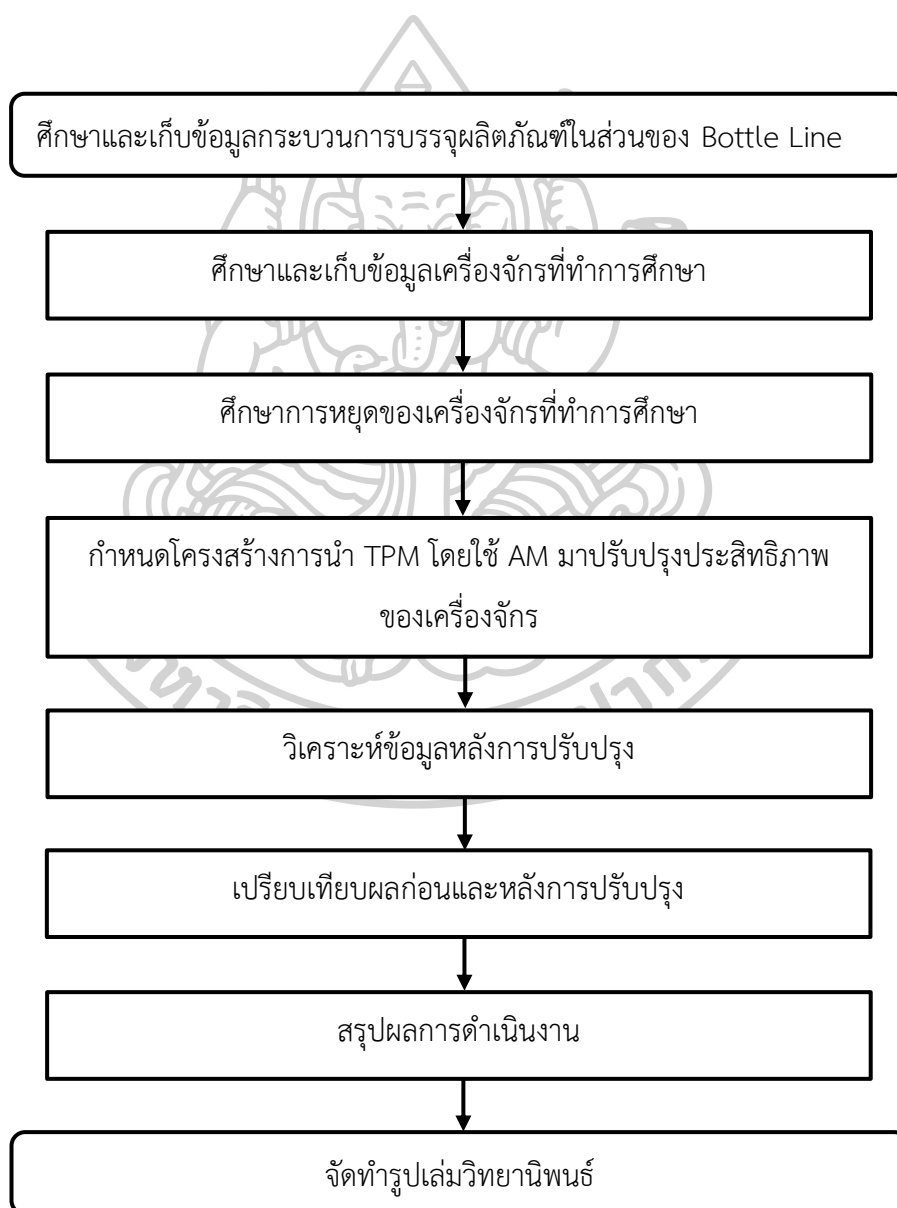 ศึกษาและเก็บข้อมูลกระบวนการบรรจุผลิตภัณฑ์ในส่วนของ Bottle Line
ศึกษาและเก็บข้อมูลเครื่องจักรที่ทำการศึกษา
ศึกษาการหยุดของเครื่องจักรที่ทำการศึกษา
กำหนดโครงสร้างการนำ TPM โดยใช้ AM มาปรับปรุงประสิทธิภาพ
ของเครื่องจักร
วิเคราะห์ข้อมูลหลังการปรับปรุง
เปรียบเทียบผลก่อนและหลังการปรับปรุง
สรุปผลการดำเนินงาน
จัดทำรูปเล่มวิทยานิพนธ์